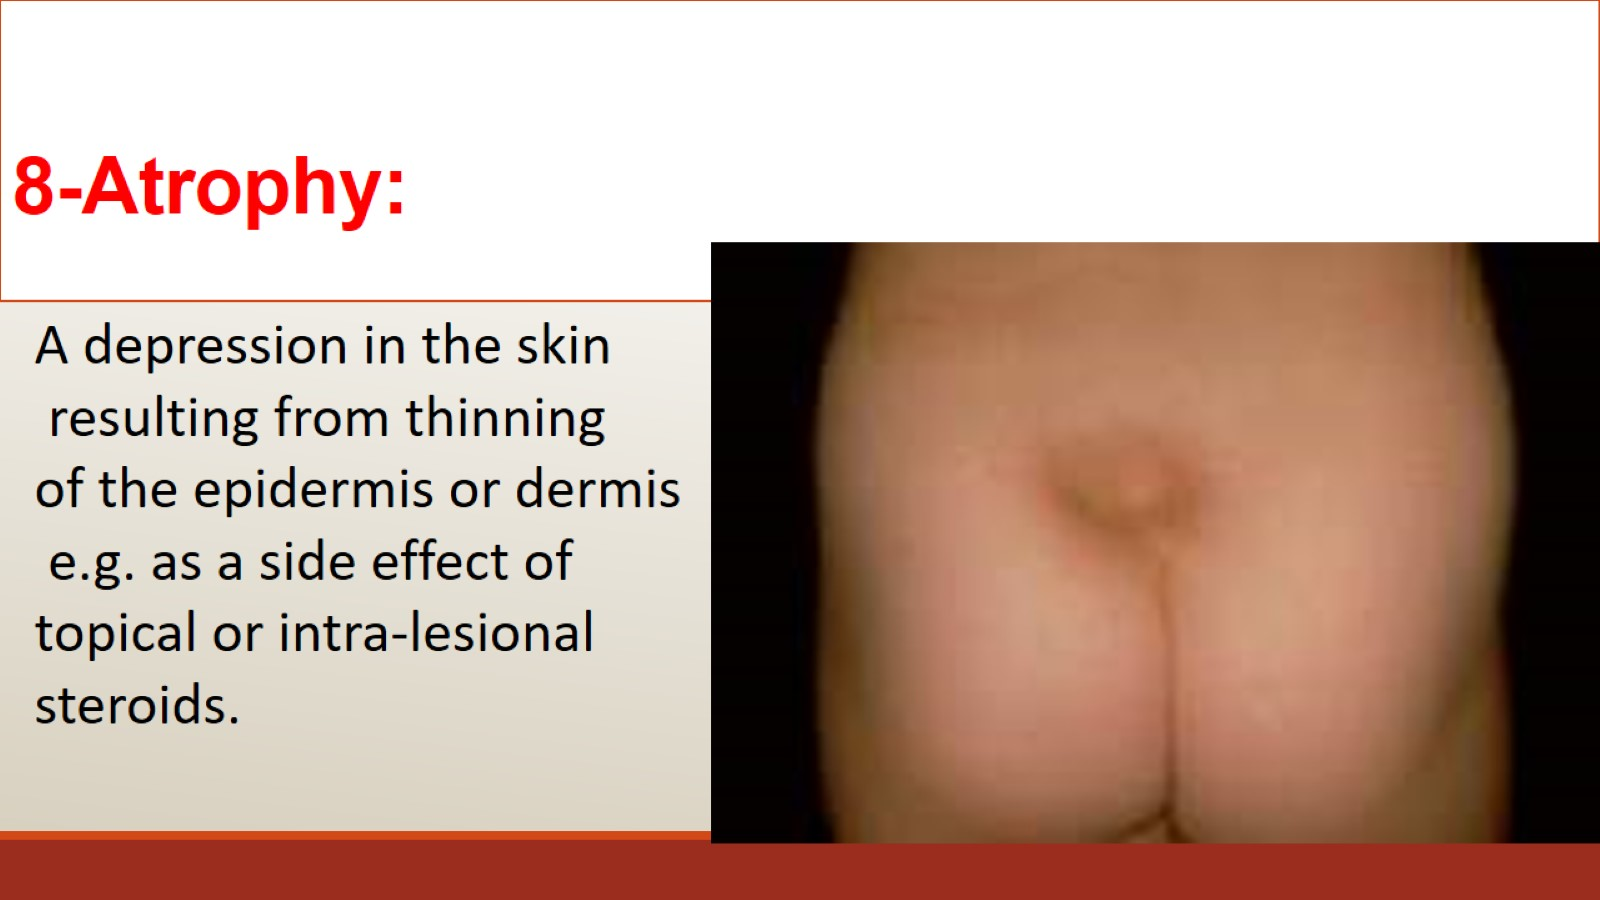 8-Atrophy:
A depression in the skin
resulting from thinning
of the epidermis or dermis
e.g. as a side effect of
topical or intra-lesional
steroids.